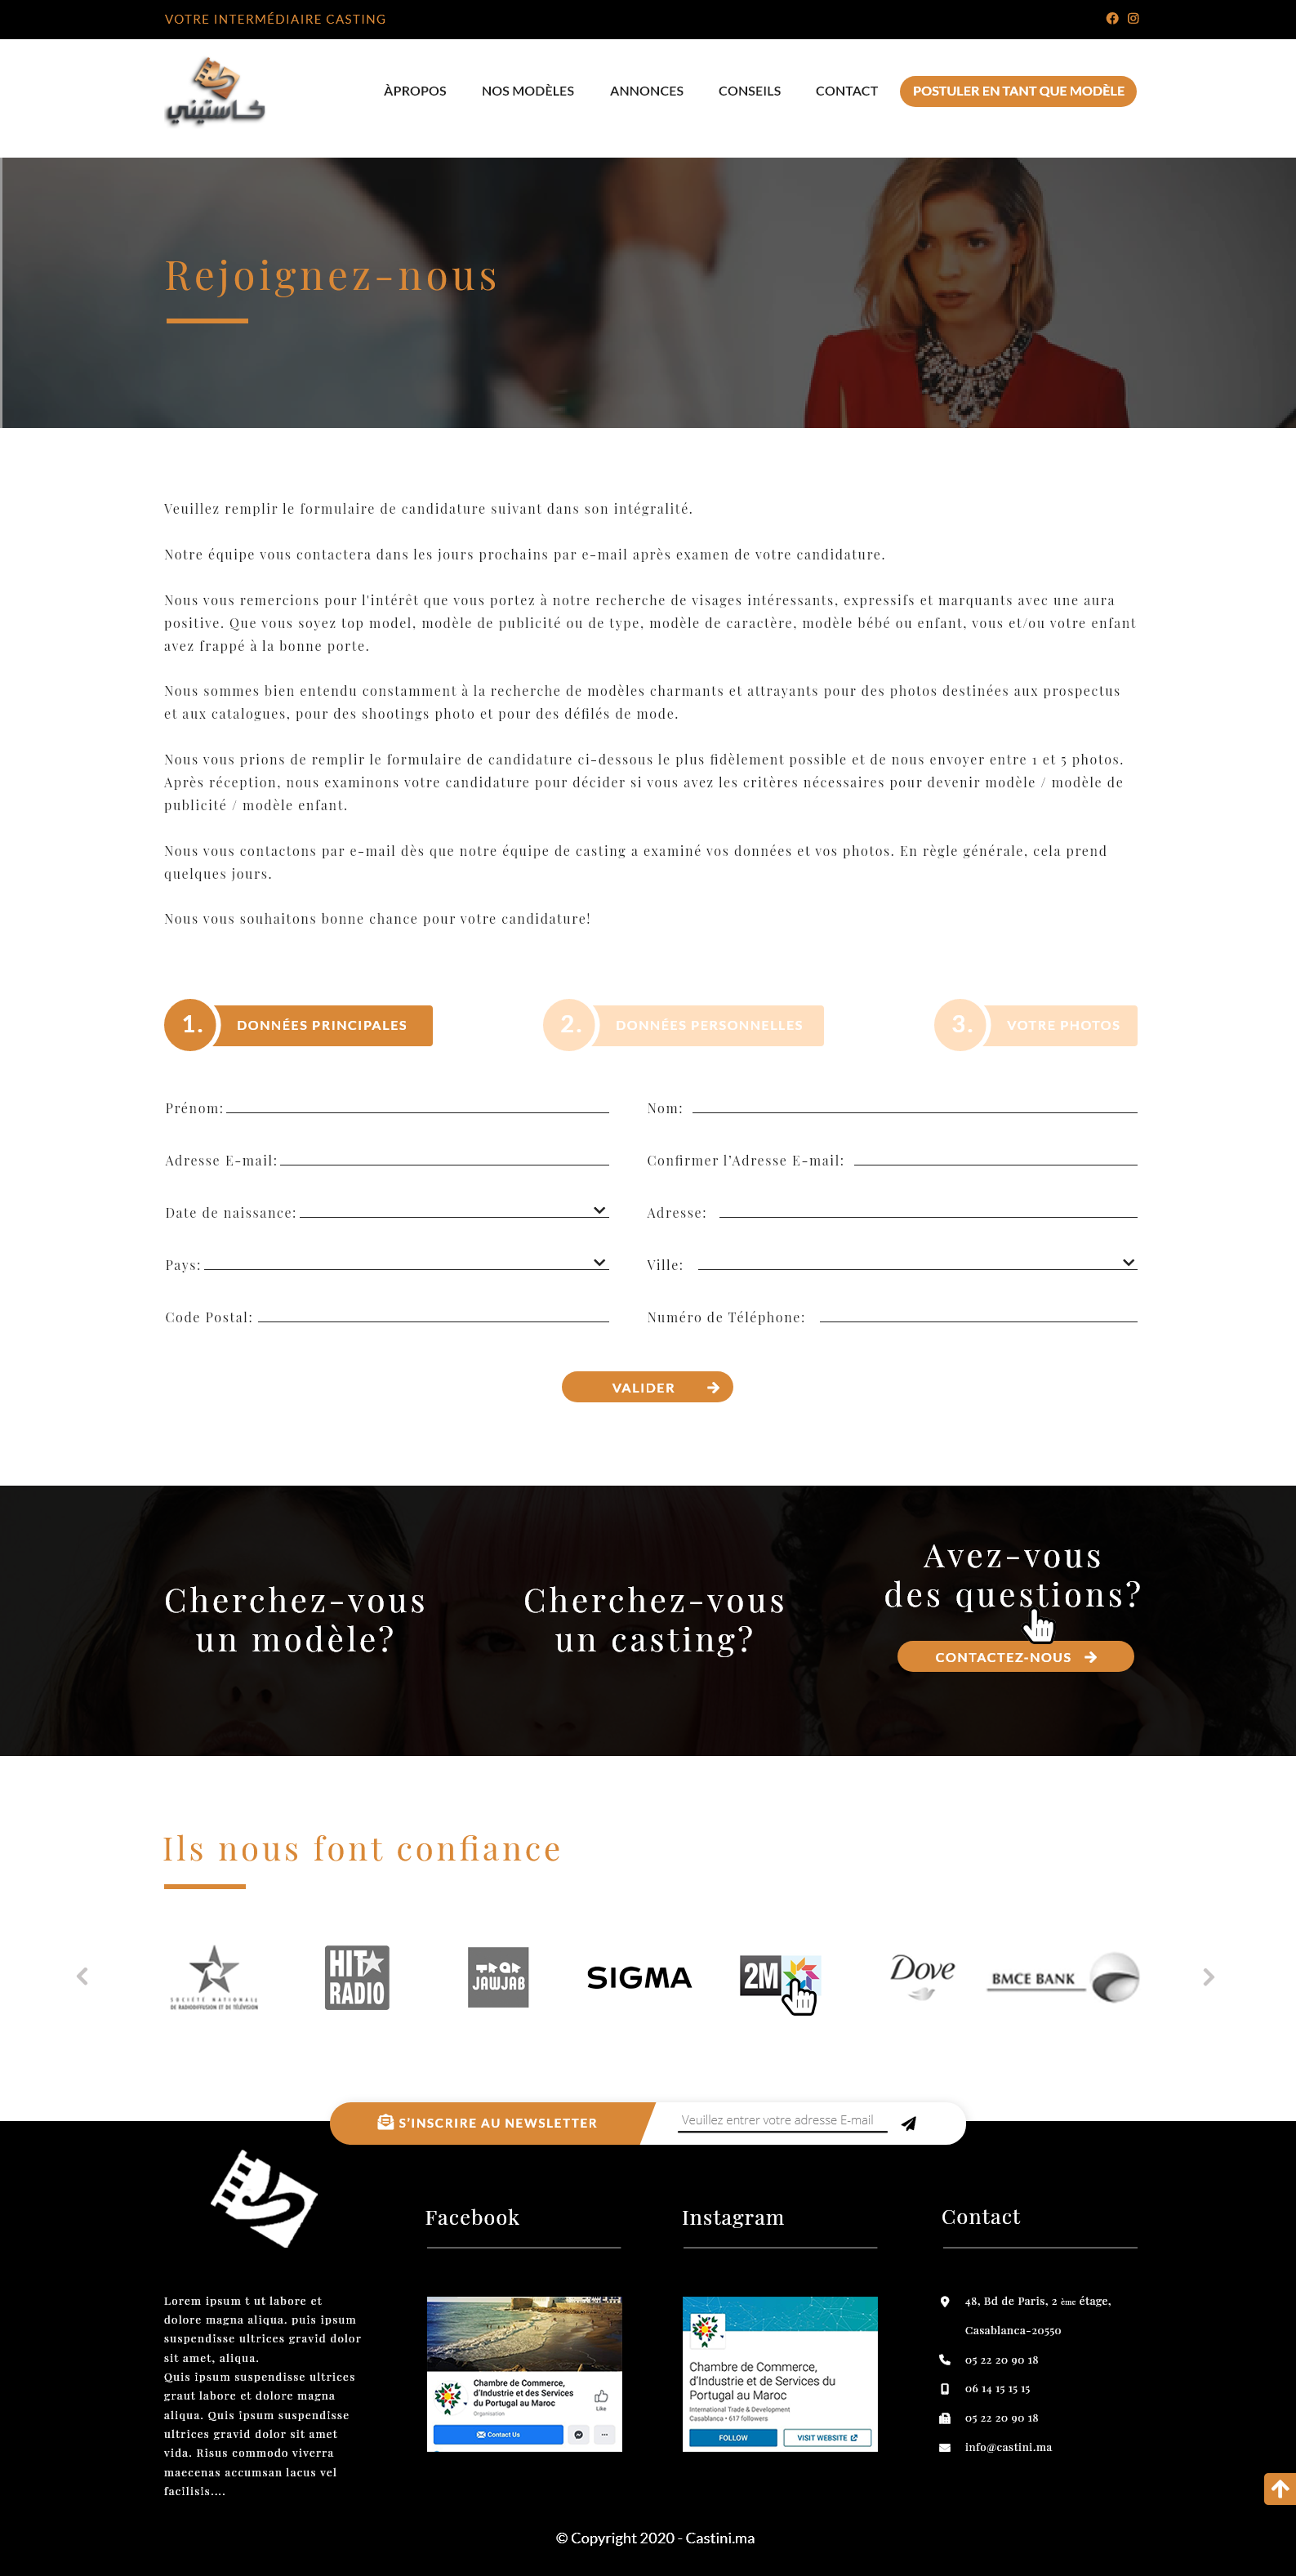 VOTRE INTERMÉDIAIRE CASTING
كاستيني
ÀPROPOS NOS MODÈLES ANNONCES CONSEILS CONTACT POSTULER EN TANT QUE MODÈLE
Rejoignez-nous
Veuillez remplir le formulaire de candidature suivant dans son intégralité.
Notre équipe vous contactera dans les jours prochains par e-mail après examen de votre candidature.
Nous vous remercions pour l'intérêt que vous portez à notre recherche de visages intéressants, expressifs et marquants avec une aura
positive. Que vous soyez top model, modèle de publicité ou de type, modèle de caractère, modèle bébé ou enfant, vous et/ou votre enfant
avez frappé à la bonne porte.
Nous sommes bien entendu constamment à la recherche de modèles charmants et attrayants pour des photos destinées aux prospectus
et aux catalogues, pour des shootings photo et pour des défilés de mode.
Nous vous prions de remplir le formulaire de candidature ci-dessous le plus fidèlement possible et de nous envoyer entre 1 et 5 photos.
Après réception, nous examinons votre candidature pour décider si vous avez les critères nécessaires pour devenir modèle / modèle de
publicité / modèle enfant.
Nous vous contactons par e-mail dès que notre équipe de casting a examiné vos données et vos photos. En règle générale, cela prend
quelques jours.
Nous vous souhaitons bonne chance pour votre candidature!
1. DONNÉES PRINCIPALES 2. DONNÉES PERSONNELLES 3. VOTRE PHOTOS
Prénom: Nom:
Adresse E-mail: Confirmer l'Adresse E-mail:
Date de naissance: Adresse:
Pays: Ville:
Code Postal: Numéro de Téléphone:
VALIDER
Cherchez-vous
un modèle?
Cherchez-vous
un casting?
Avez-vous
des questions?
CONTACTEZ-NOUS
Ils nous font confiance
SOCIÉTÉ NATIONALE
DE RADIODIFFUSION ET DE TÉLÉVISION
HIT
RADIO
JAWJAB
SIGMA
2M
Dove
BMCE BANK
S'INSCRIRE AU NEWSLETTER Veuillez entrer votre adresse E-mail
Facebook
Instagram
Contact
Lorem ipsum t ut labore et
dolore magna aliqua. puis ipsum
suspendisse ultrices gravid dolor
sit amet, aliqua.
Quis ipsum suspendisse ultrices
graut labore et dolore magna
aliqua. Quis ipsum suspendisse
ultrices gravid dolor sit amet
vida. Risus commodo viverra
maecenas accumsan lacus vel
facilisis....
Chambre de Commerce,
d'Industrie et des Services
du Portugal au Maroc
Organisation
Like
Contact Us
Chambre de Commerce,
d'Industrie et de Services du
Portugal au Maroc
International Trade & Development
Casablanca • 617 followers
FOLLOW VISIT WEBSITE
48, Bd de Paris, 2 ème étage,
Casablanca-20550
05 22 20 90 18
06 14 15 15 15
05 22 20 90 18
info@castini.ma
© Copyright 2020 - Castini.ma